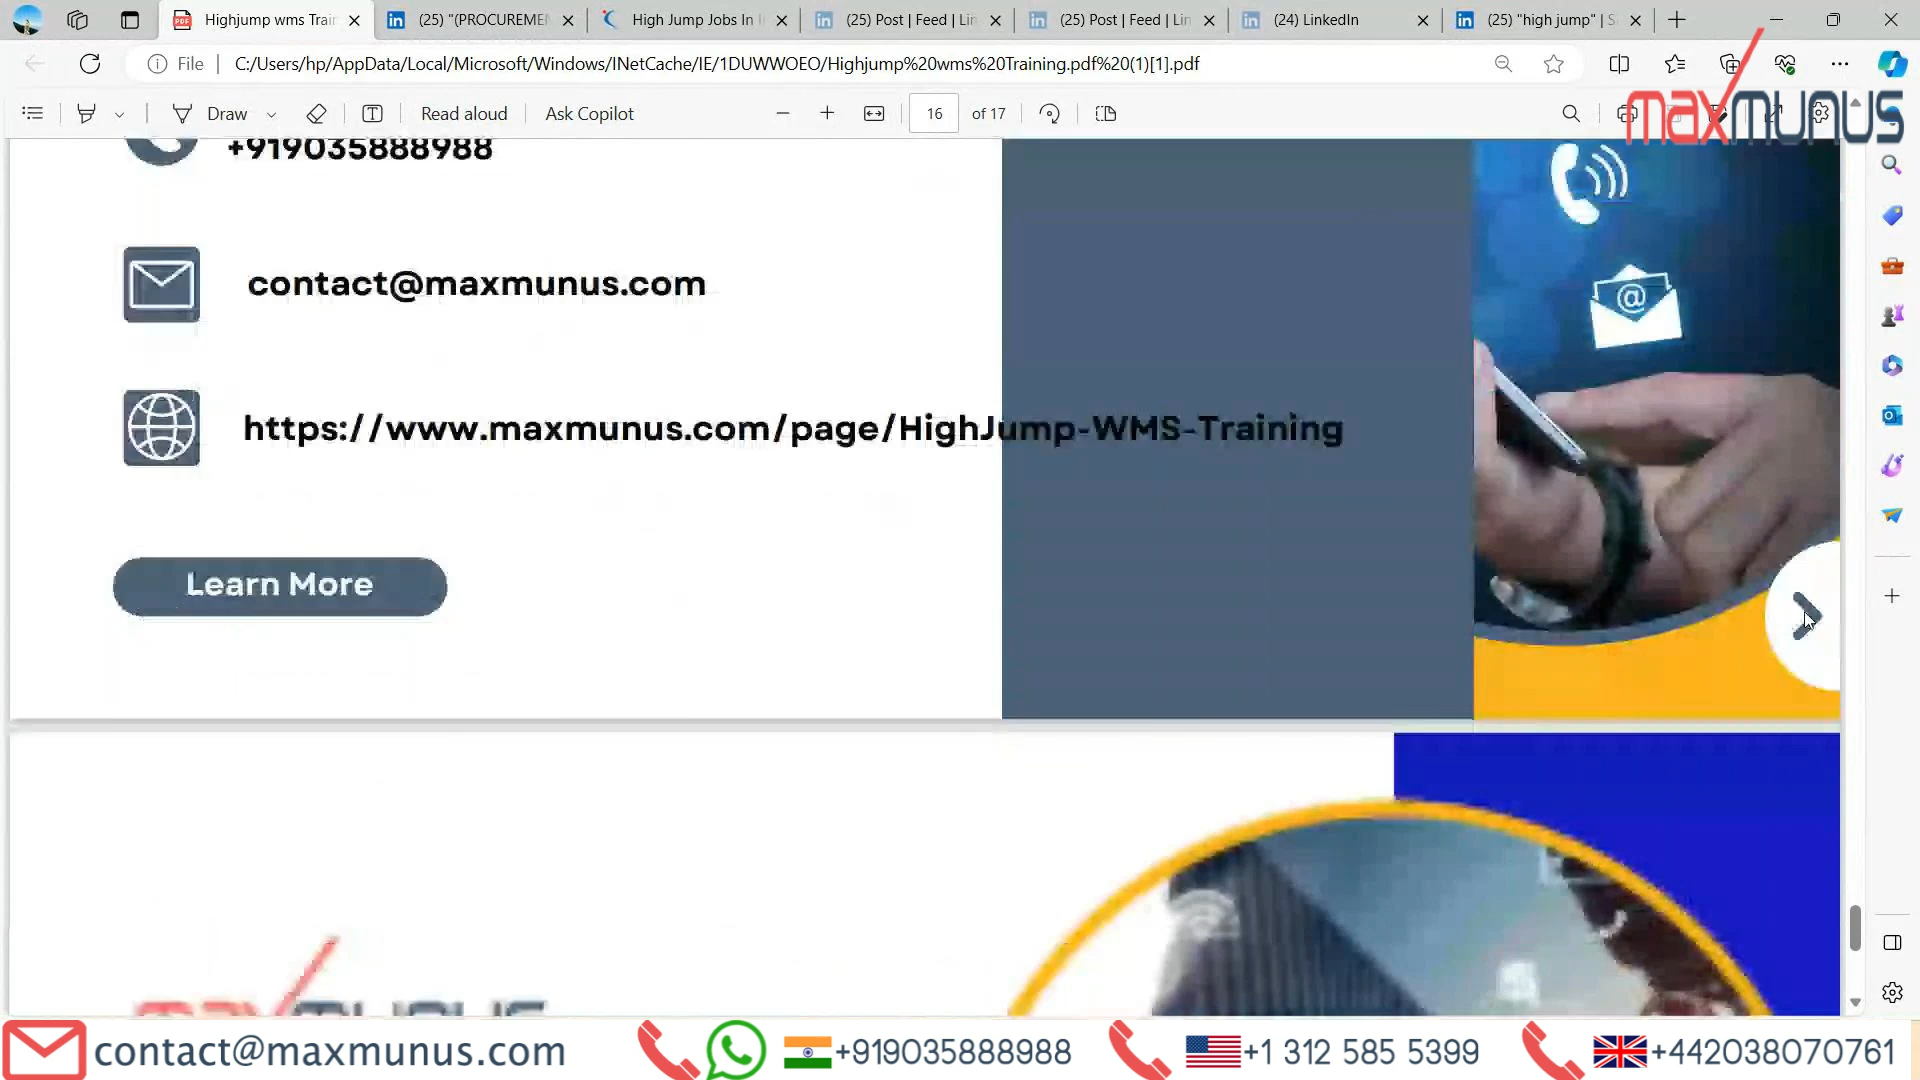 Highjump wms Trair
(25) "(PROCUREMEN
High Jump Jobs In I
(25) Post | Feed | Lin
(25) Post | Feed | Lin
(24) LinkedIn
(25) "high jump" | S
File
C:/Users/hp/AppData/Local/Microsoft/Windows/INetCache/IE/1DUWWOEO/Highjump%20wms%20Training.pdf%20(1)[1].pdf
Draw
Read aloud
Ask Copilot
16
of 17
maxmunus
+919035888988
contact@maxmunus.com
https://www.maxmunus.com/page/HighJump-WMS-Training
Learn More
maxmunus
contact@maxmunus.com
+919035888988
+1 312 585 5399
+442038070761